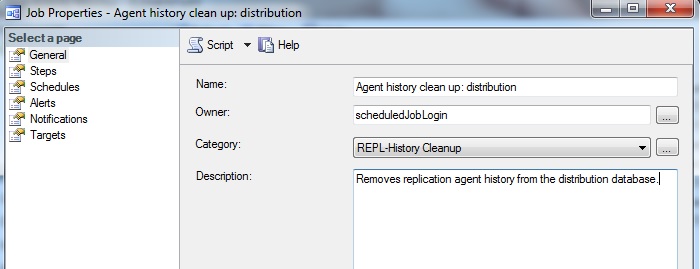 Job Properties - Agent history clean up: distribution
Select a page
General
Steps
Schedules
Alerts
Notifications
Targets
Script
Help
Name:
Agent history clean up: distribution
Owner:
scheduledJobLogin
...
Category:
REPL-History Cleanup
...
Description:
Removes replication agent history from the distribution database.